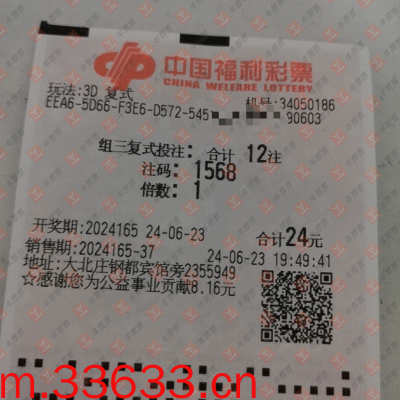 中国福利彩票
CHINA WELFARE LOTTERY
玩法:3D 复式
机号:34050186
EEA6-5D66-F3E6-D572-545
90603
组三复式投注: 合计 12注
注码: 1568
倍数: 1
开奖期:2024165 24-06-23 合计24元
销售期:2024165-37 24-06-23 19:49:41
地址:大北庄钢都宾馆旁2355949
☆感谢您为公益事业贡献8.16元
m.33633.cn